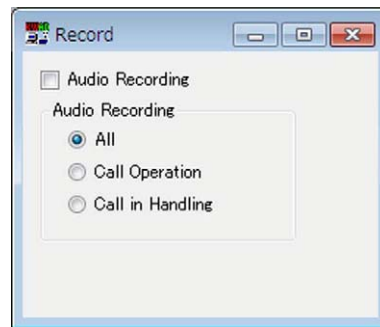 Record
Audio Recording
Audio Recording
All
Call Operation
Call in Handling